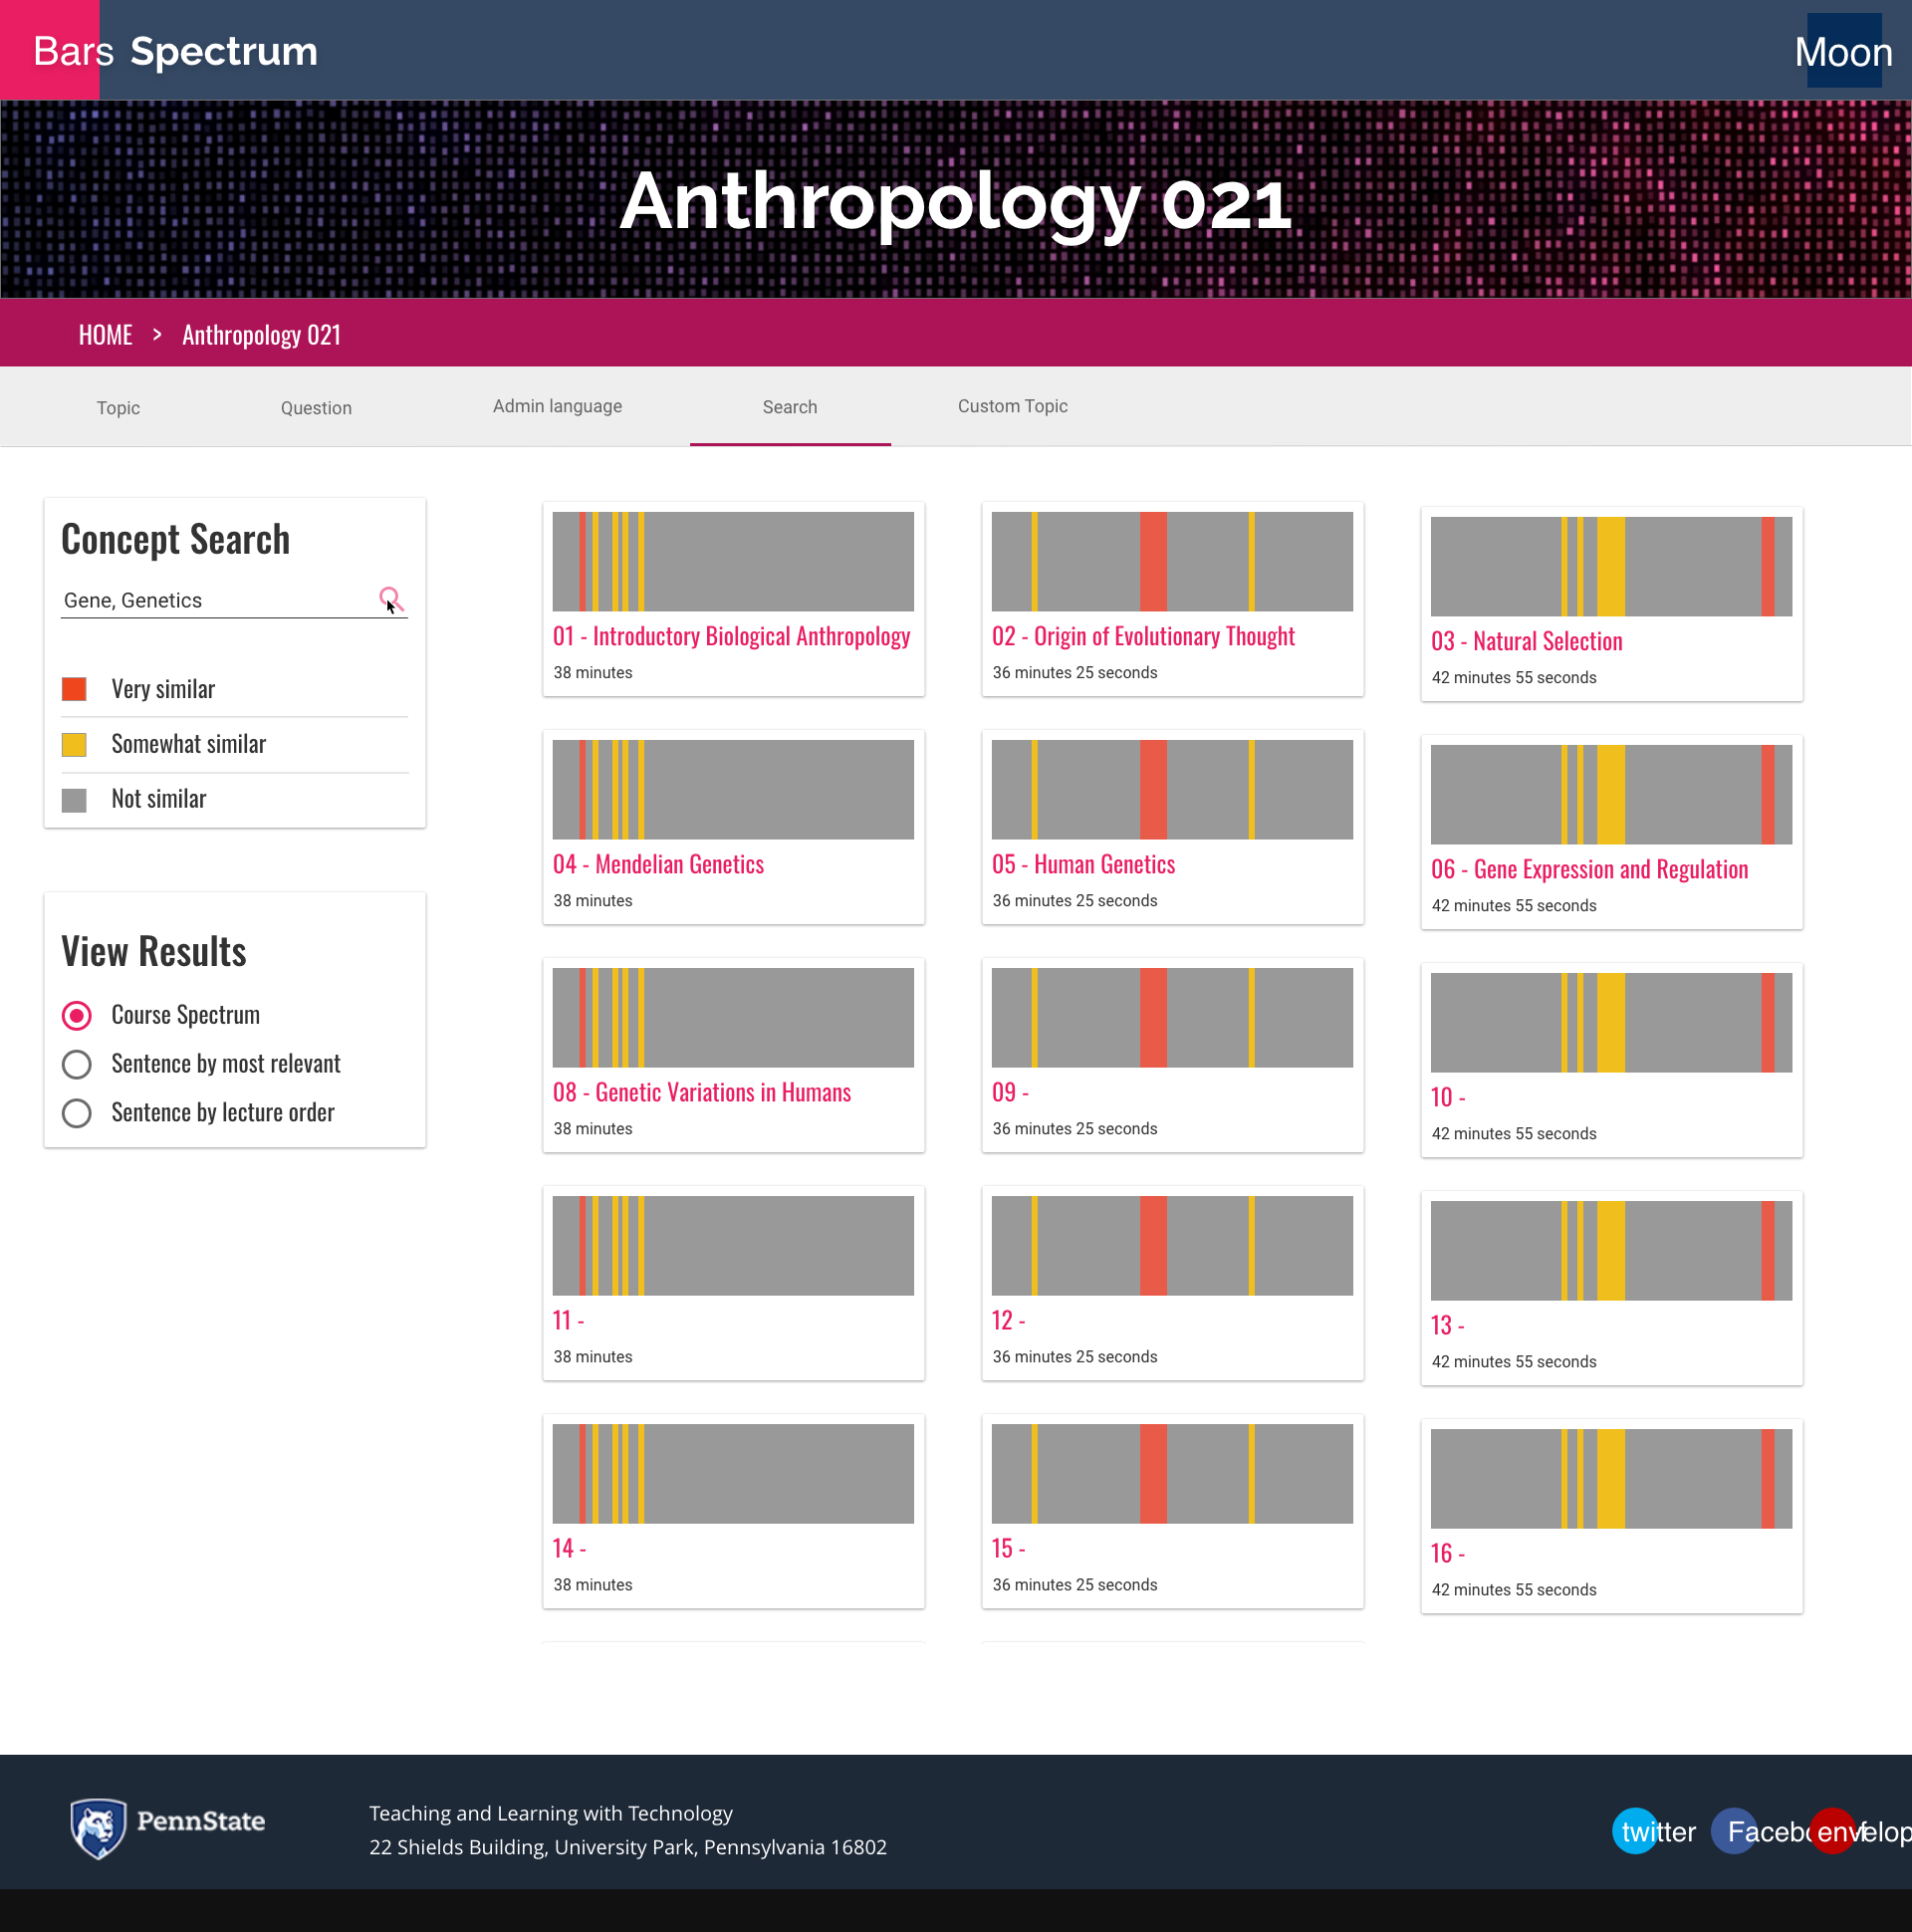 Bars Spectrum
Moon
Anthropology 021
HOME > Anthropology 021
Topic
Question
Admin language
Search
Custom Topic
Concept Search
Gene, Genetics
Very similar
Somewhat similar
Not similar
View Results
Course Spectrum
Sentence by most relevant
Sentence by lecture order
01 - Introductory Biological Anthropology
38 minutes
02 - Origin of Evolutionary Thought
36 minutes 25 seconds
03 - Natural Selection
42 minutes 55 seconds
04 - Mendelian Genetics
38 minutes
05 - Human Genetics
36 minutes 25 seconds
06 - Gene Expression and Regulation
42 minutes 55 seconds
08 - Genetic Variations in Humans
38 minutes
09 -
36 minutes 25 seconds
10 -
42 minutes 55 seconds
11 -
38 minutes
12 -
36 minutes 25 seconds
13 -
42 minutes 55 seconds
14 -
38 minutes
15 -
36 minutes 25 seconds
16 -
42 minutes 55 seconds
PennState
Teaching and Learning with Technology
22 Shields Building, University Park, Pennsylvania 16802
twitter